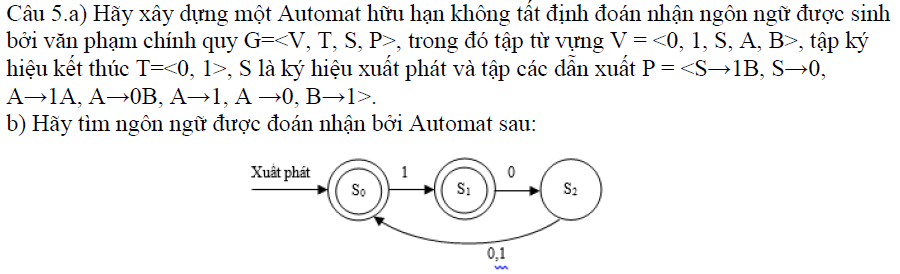 Câu 5.a) Hãy xây dựng một Automat hữu hạn không tất định đoán nhận ngôn ngữ được sinh
bởi văn phạm chính quy G=<V, T, S, P>, trong đó tập từ vựng V = <0, 1, S, A, B>, tập ký
hiệu kết thúc T=<0, 1>, S là ký hiệu xuất phát và tập các dẫn xuất P = <S→1B, S→0,
A→1A, A→0B, A→1, A →0, B→1>.
b) Hãy tìm ngôn ngữ được đoán nhận bởi Automat sau:
Xuất phát 1 0
S₀ S₁ S₂
0,1